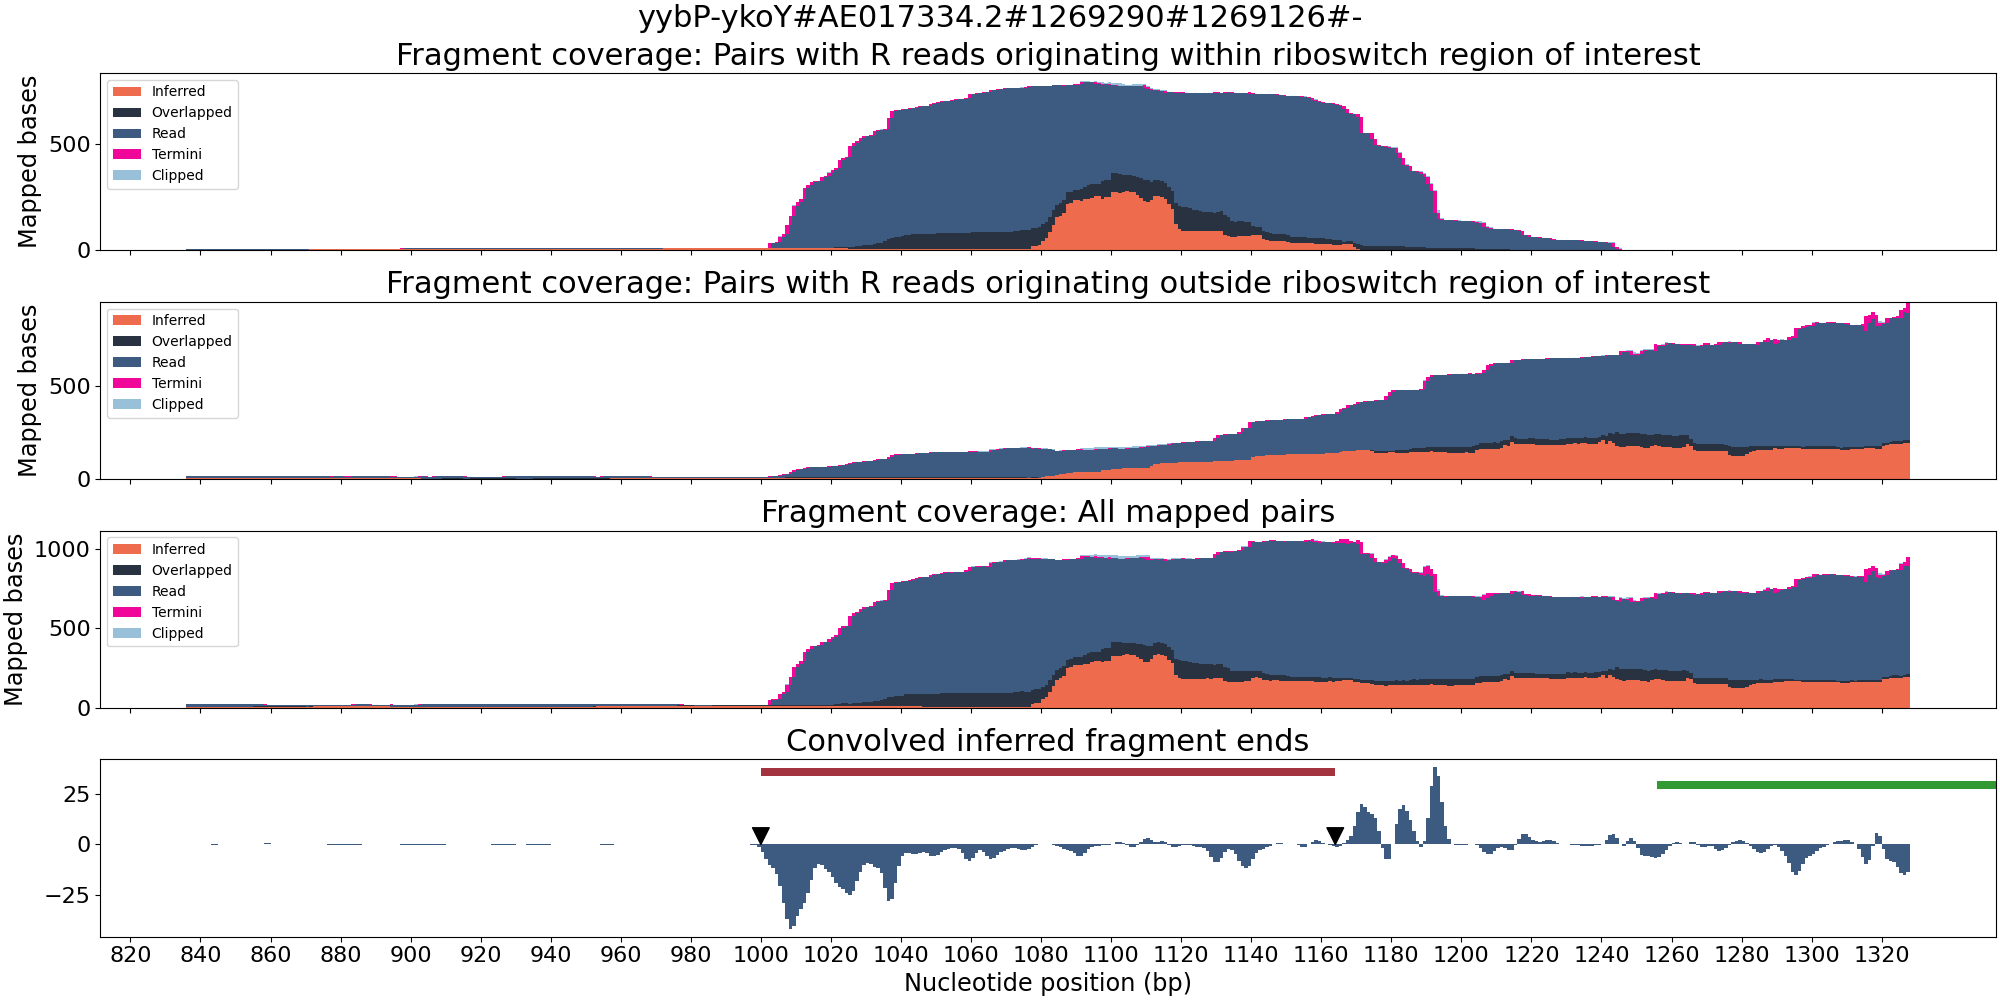 yybP-ykoY#AE017334.2#1269290#1269126#-
Fragment coverage: Pairs with R reads originating within riboswitch region of interest
Mapped bases
500
0
Inferred
Overlapped
Read
Termini
Clipped
Fragment coverage: Pairs with R reads originating outside riboswitch region of interest
Mapped bases
500
0
Inferred
Overlapped
Read
Termini
Clipped
Fragment coverage: All mapped pairs
Mapped bases
1000
500
0
Inferred
Overlapped
Read
Termini
Clipped
Convolved inferred fragment ends
25
0
−25
820 840 860 880 900 920 940 960 980 1000 1020 1040 1060 1080 1100 1120 1140 1160 1180 1200 1220 1240 1260 1280 1300 1320
Nucleotide position (bp)